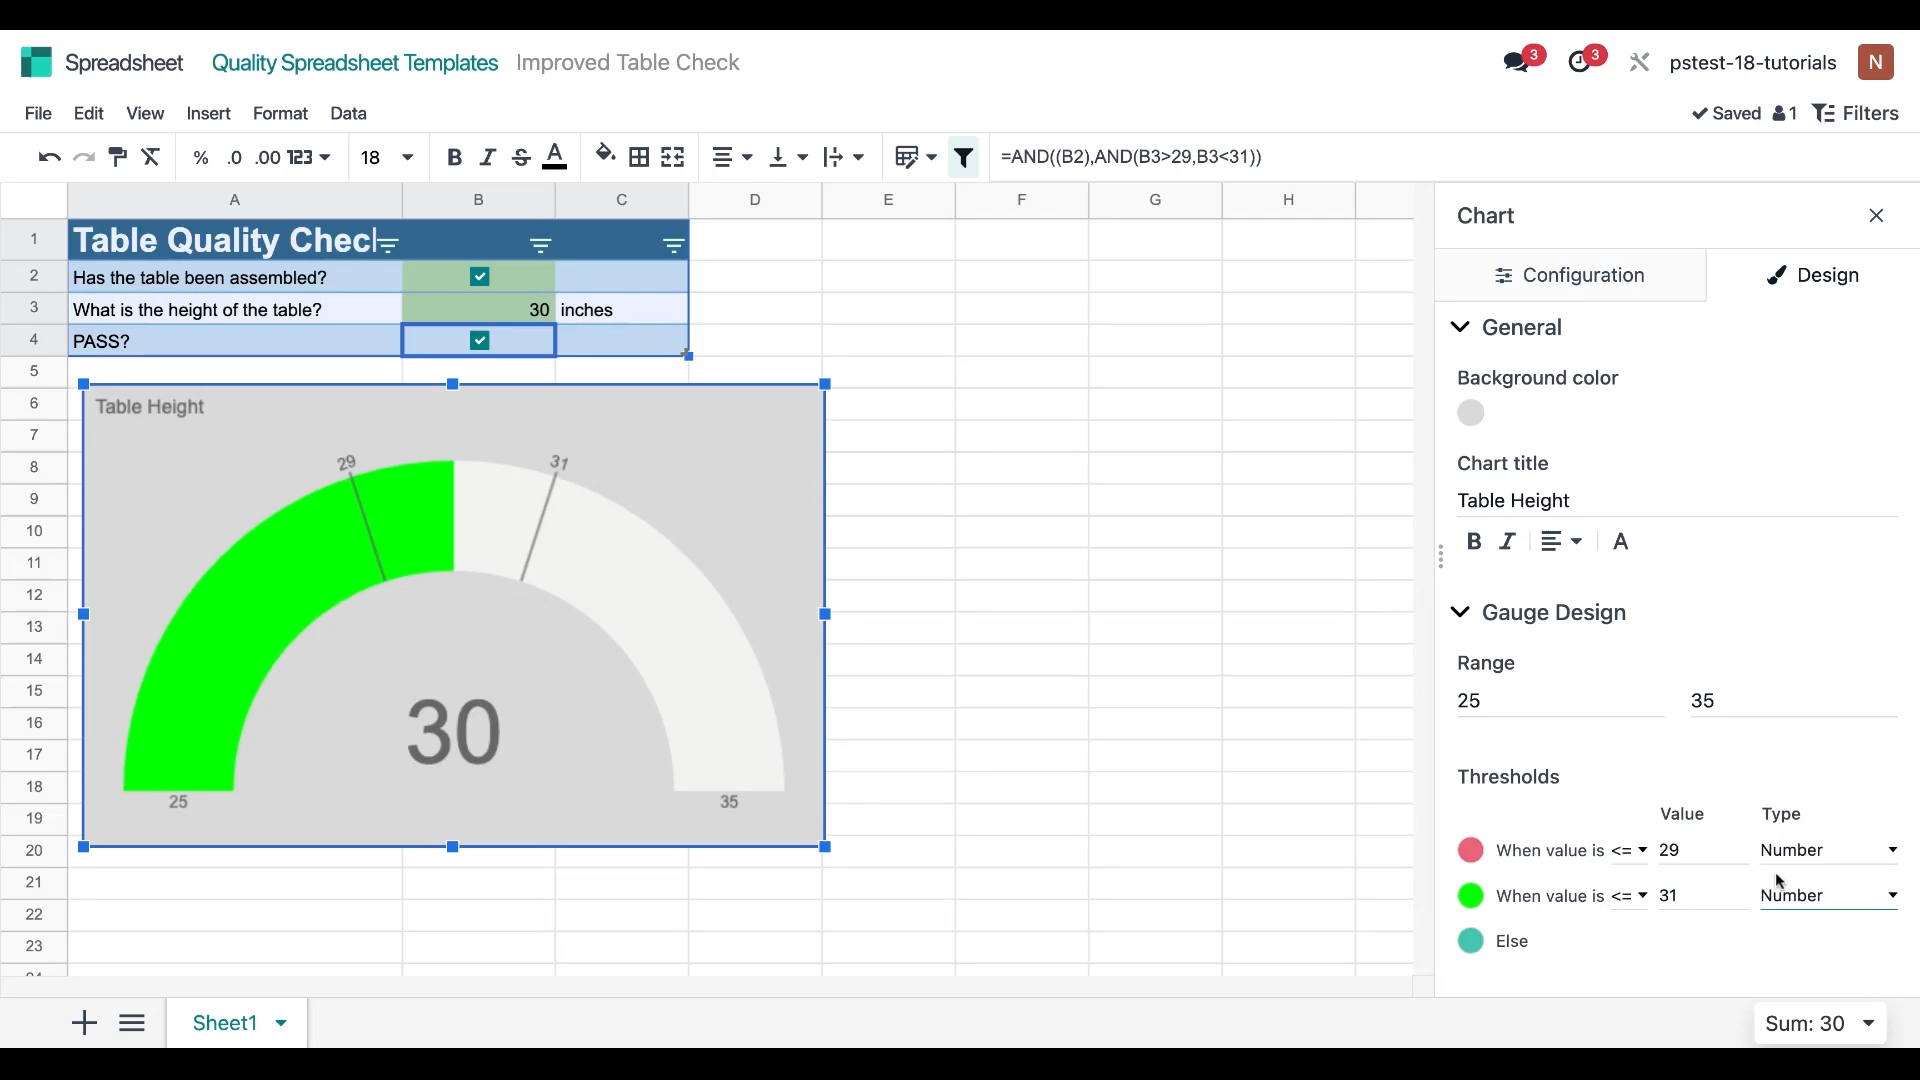 Spreadsheet Quality Spreadsheet Templates Improved Table Check 3 3 pstest-18-tutorials N
File Edit View Insert Format Data Saved 1 Filters
% .0 .00 123 18 B I S A =AND((B2),AND(B3>29,B3<31))
A B C D E F G H
1 Table Quality Chec
2 Has the table been assembled?
3 What is the height of the table? 30 inches
4 PASS?
5
6
7
8
9
10
11
12
13
14
15
16
17
18
19
20
21
22
23
Table Height
29 31
30
25 35
Chart
Configuration Design
General
Background color
Chart title
Table Height
B I A
Gauge Design
Range
25 35
Thresholds
Value Type
When value is <= 29 Number
When value is <= 31 Number
Else
Sheet1 Sum: 30